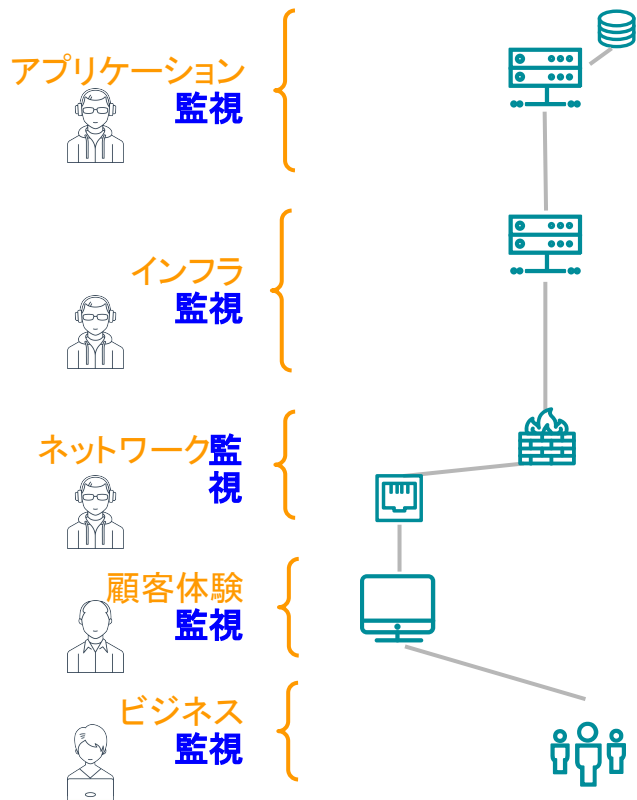 アプリケーション
監視
インフラ
監視
ネットワーク監
視
顧客体験
監視
ビジネス
監視